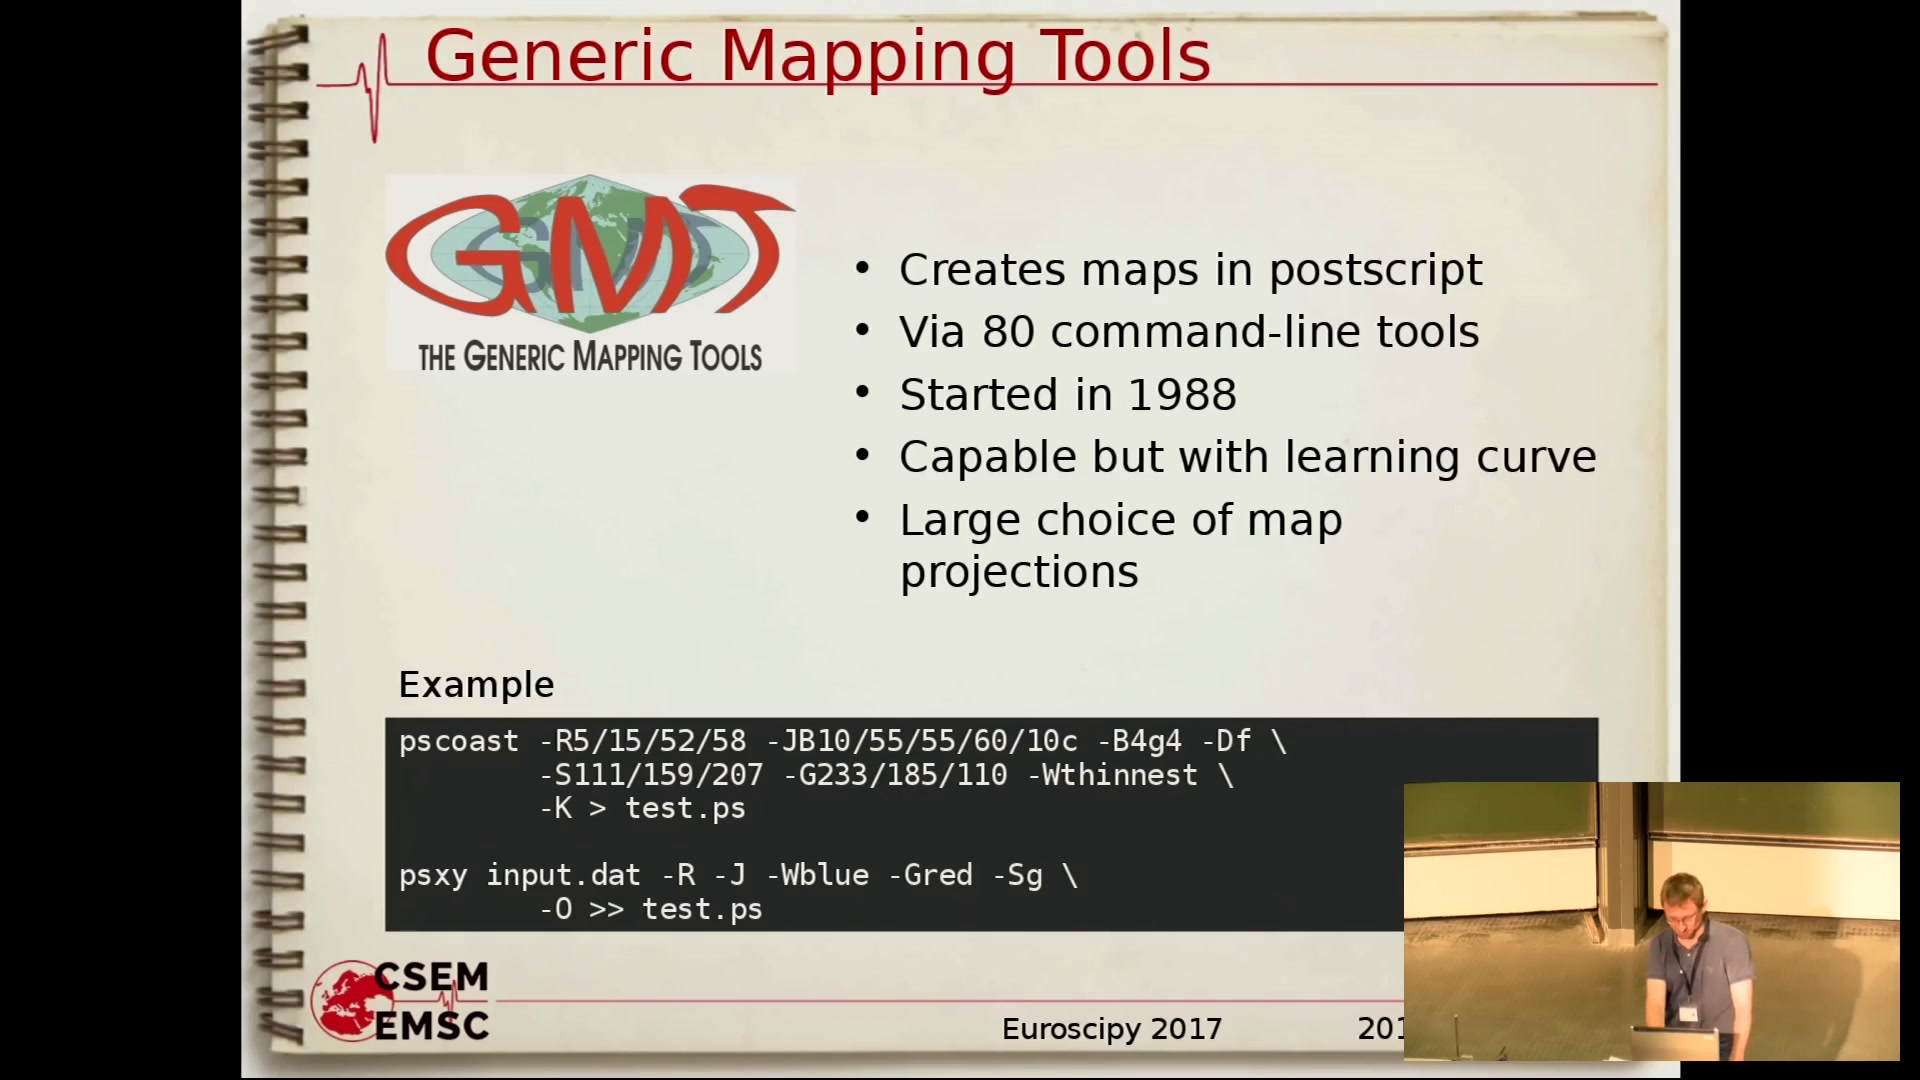 Generic Mapping Tools
GMT
THE GENERIC MAPPING TOOLS
• Creates maps in postscript
• Via 80 command-line tools
• Started in 1988
• Capable but with learning curve
• Large choice of map
projections
Example
pscoast -R5/15/52/58 -JB10/55/55/60/10c -B4g4 -Df \
-S111/159/207 -G233/185/110 -Wthinnest \
-K > test.ps
psxy input.dat -R -J -Wblue -Gred -Sg \
-O >> test.ps
CSEM
EMSC
Euroscipy 2017